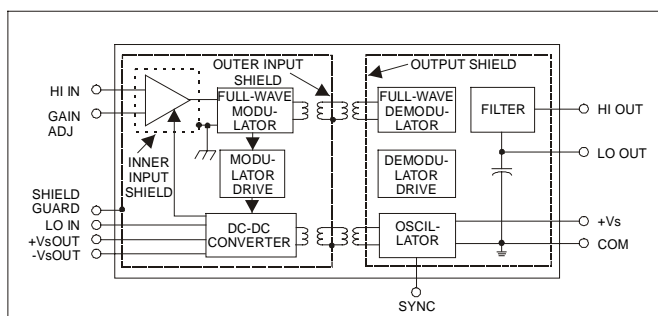 OUTER INPUT
SHIELD
OUTPUT SHIELD
HI IN
GAIN
ADJ
FULL-WAVE
MODU-
LATOR
FULL-WAVE
DEMODU-
LATOR
FILTER
HI OUT
LO OUT
INNER
INPUT
SHIELD
MODU-
LATOR
DRIVE
DEMODU-
LATOR
DRIVE
SHIELD
GUARD
LO IN
+VsOUT
-VsOUT
DC-DC
CONVERTER
OSCIL-
LATOR
+Vs
COM
SYNC